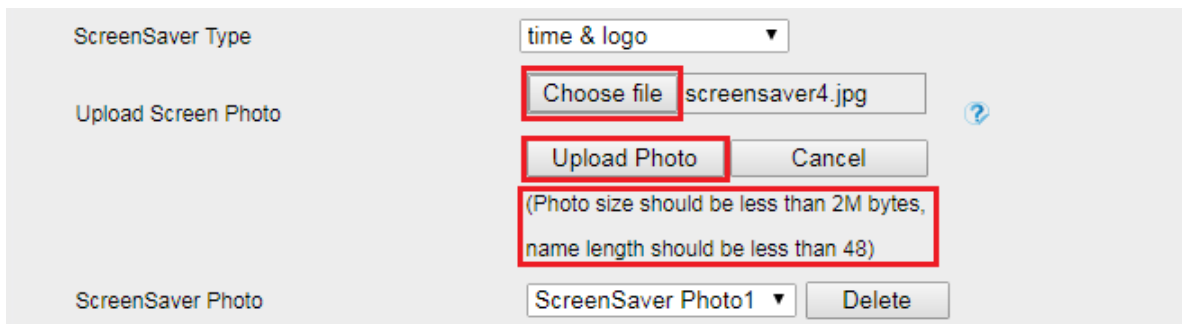 ScreenSaver Type time & logo
Choose file screensaver4.jpg
Upload Screen Photo
Upload Photo Cancel
(Photo size should be less than 2M bytes,
name length should be less than 48)
ScreenSaver Photo ScreenSaver Photo1 Delete